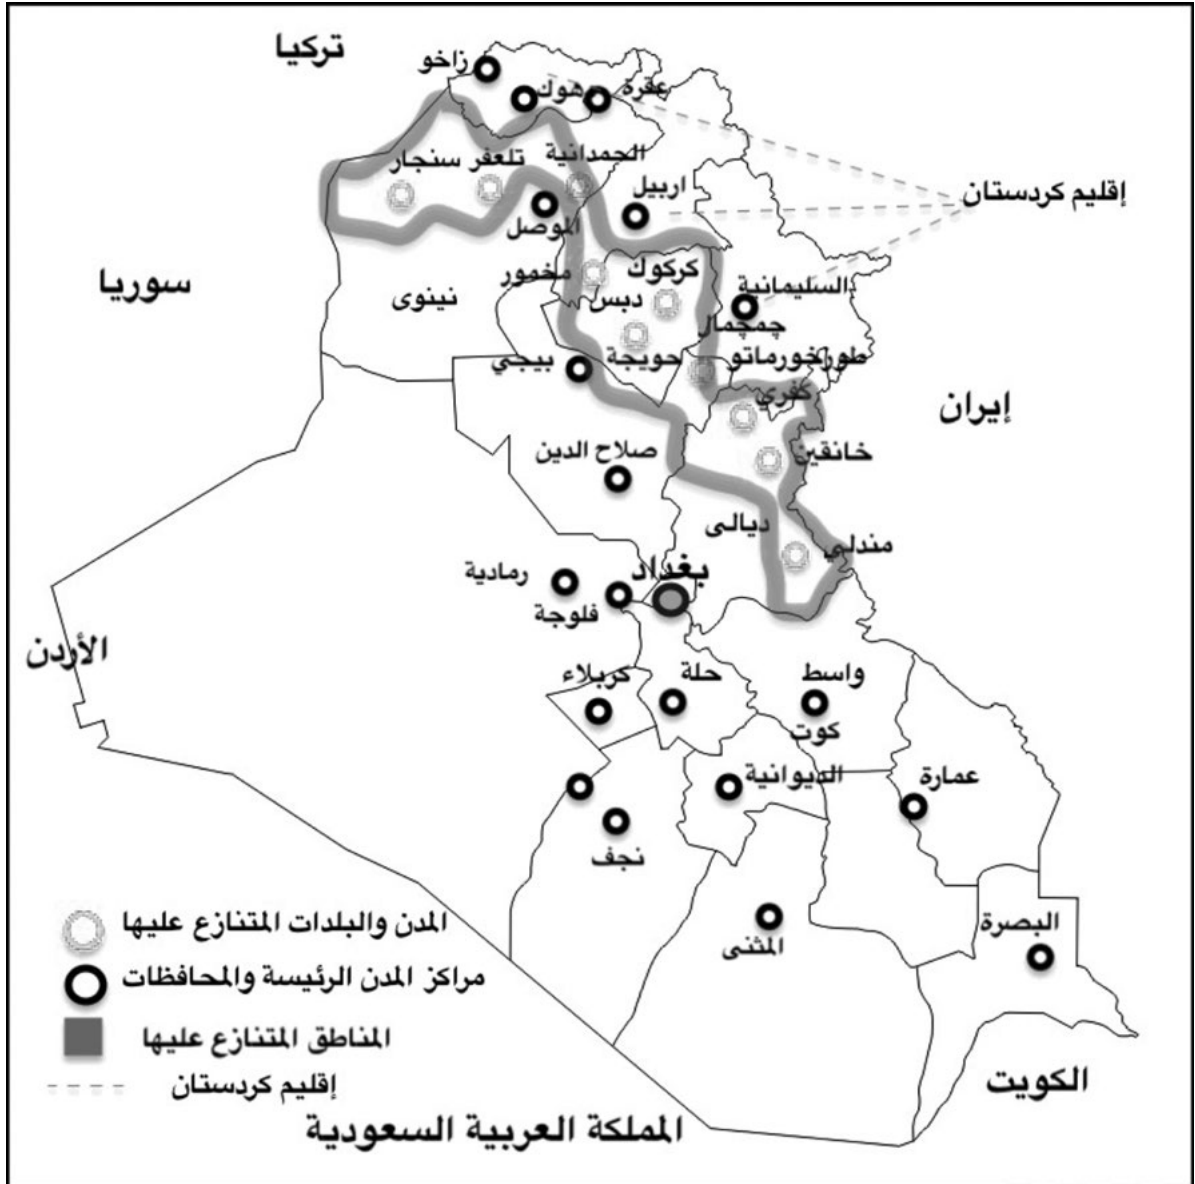 تركيا
زاخو
دهوك
عقرة
تلعفر سنجار
الحمدانية
اربيل
إقليم كردستان
الموصل
سوريا
نينوى
مخمور
كركوك
دبس
السليمانية
چمچمال
بيجي
حويجة
طورخورماتو
كفري
إيران
صلاح الدين
خانقين
ديالى
مندلي
بغداد
رمادية
فلوجة
الأردن
كربلاء
حلة
واسط
كوت
الديوانية
عمارة
نجف
المثنى
البصرة
المدن والبلدات المتنازع عليها
مراكز المدن الرئيسة والمحافظات
المناطق المتنازع عليها
إقليم كردستان
الكويت
المملكة العربية السعودية